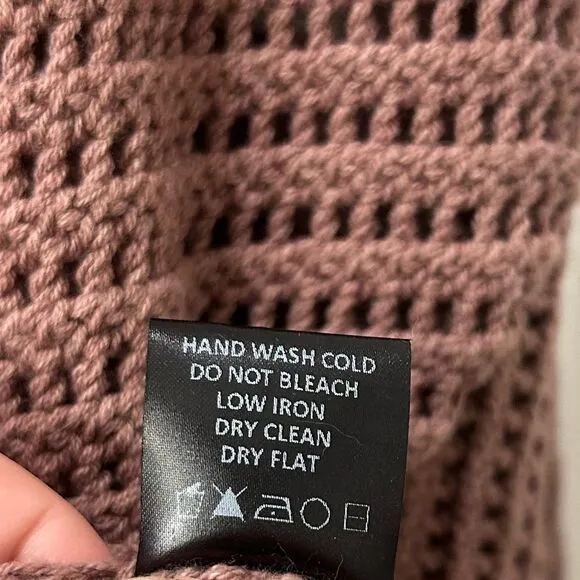 HAND WASH COLD
DO NOT BLEACH
LOW IRON
DRY CLEAN
DRY FLAT